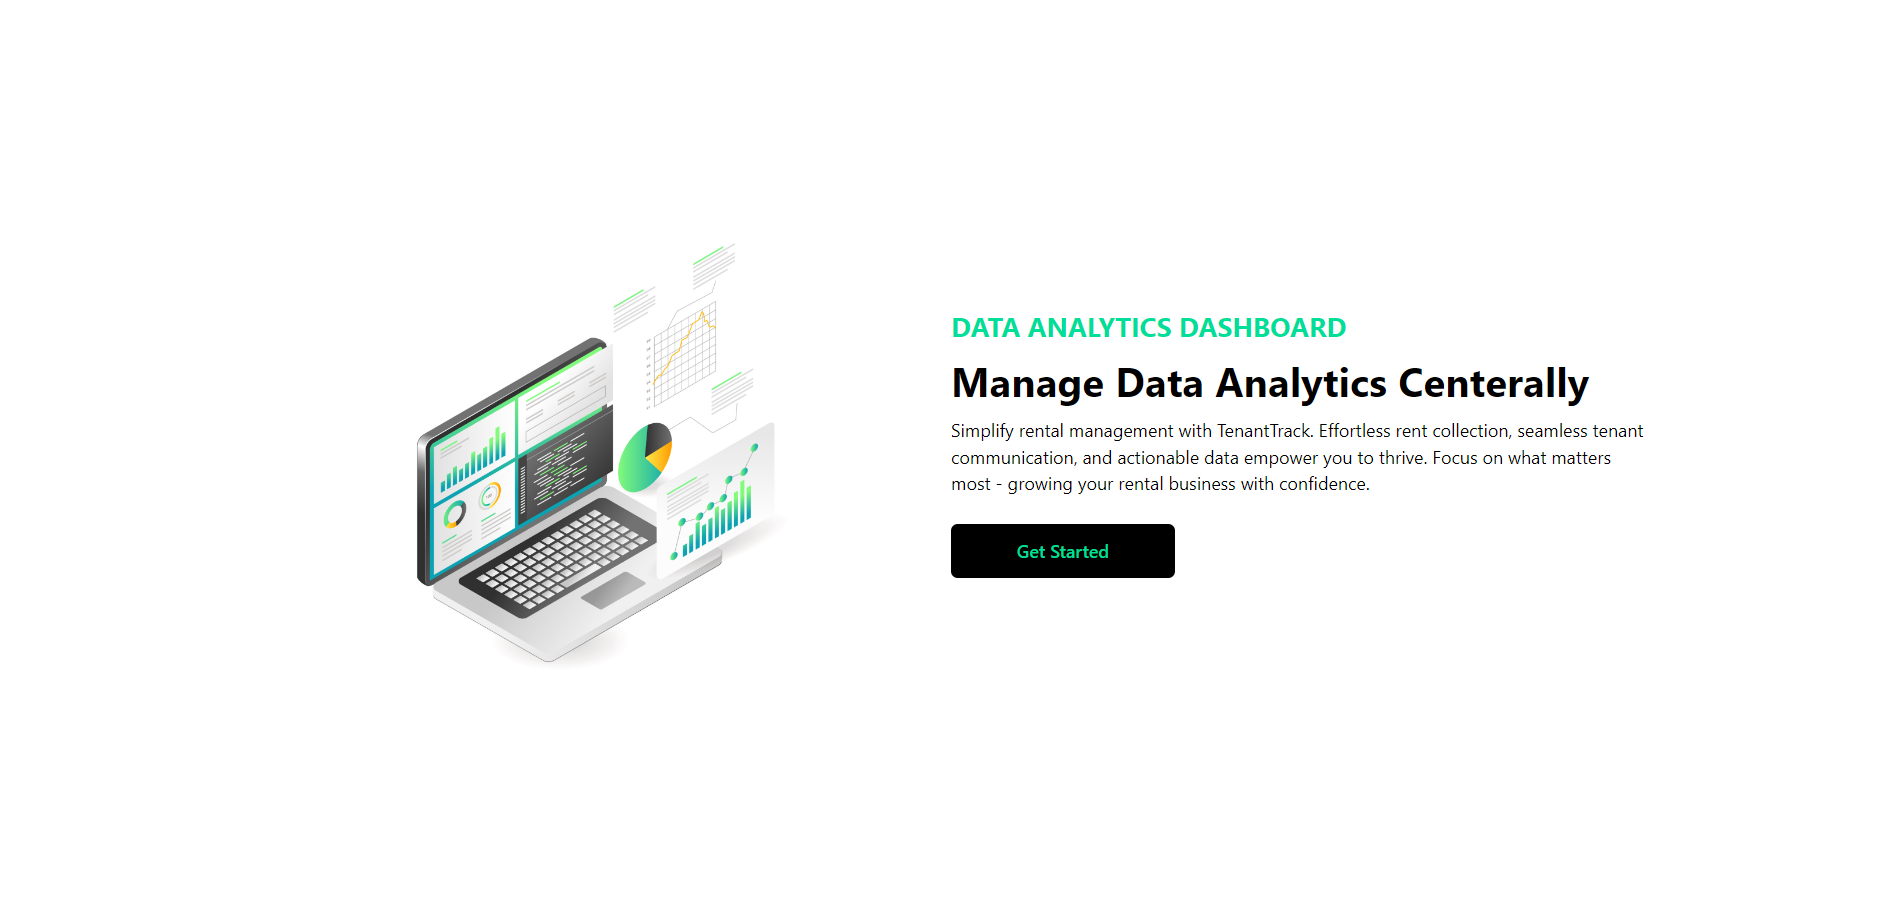 DATA ANALYTICS DASHBOARD
Manage Data Analytics Centerally
Simplify rental management with TenantTrack. Effortless rent collection, seamless tenant
communication, and actionable data empower you to thrive. Focus on what matters
most - growing your rental business with confidence.
Get Started